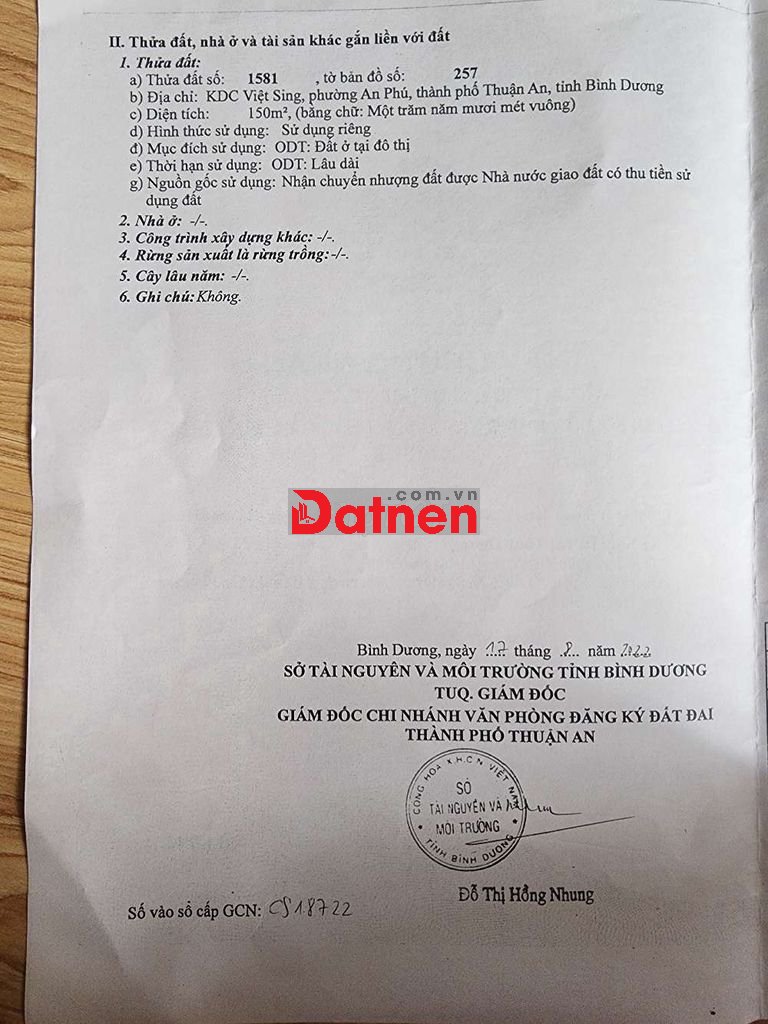 II. Thửa đất, nhà ở và tài sản khác gắn liền với đất
1. Thửa đất:
a) Thửa đất số: 1581 , tờ bản đồ số: 257
b) Địa chỉ: KDC Việt Sing, phường An Phú, thành phố Thuận An, tỉnh Bình Dương
c) Diện tích: 150m², (bằng chữ: Một trăm năm mươi mét vuông)
d) Hình thức sử dụng: Sử dụng riêng
đ) Mục đích sử dụng: ODT: Đất ở tại đô thị
e) Thời hạn sử dụng: ODT: Lâu dài
g) Nguồn gốc sử dụng: Nhận chuyển nhượng đất được Nhà nước giao đất có thu tiền sử
dụng đất
2. Nhà ở: -/-.
3. Công trình xây dựng khác: -/-.
4. Rừng sản xuất là rừng trồng: -/-.
5. Cây lâu năm: -/-.
6. Ghi chú: Không.
.com.vn
Datnen
Bình Dương, ngày 17 tháng 8 năm 2022
SỞ TÀI NGUYÊN VÀ MÔI TRƯỜNG TỈNH BÌNH DƯƠNG
TUQ. GIÁM ĐỐC
GIÁM ĐỐC CHI NHÁNH VĂN PHÒNG ĐĂNG KÝ ĐẤT ĐAI
THÀNH PHỐ THUẬN AN
CỘNG HÒA X.H.C.N VIỆT NAM
SỞ
TÀI NGUYÊN VÀ
MÔI TRƯỜNG
TỈNH BÌNH DƯƠNG
Đỗ Thị Hồng Nhung
Số vào sổ cấp GCN: CS18722